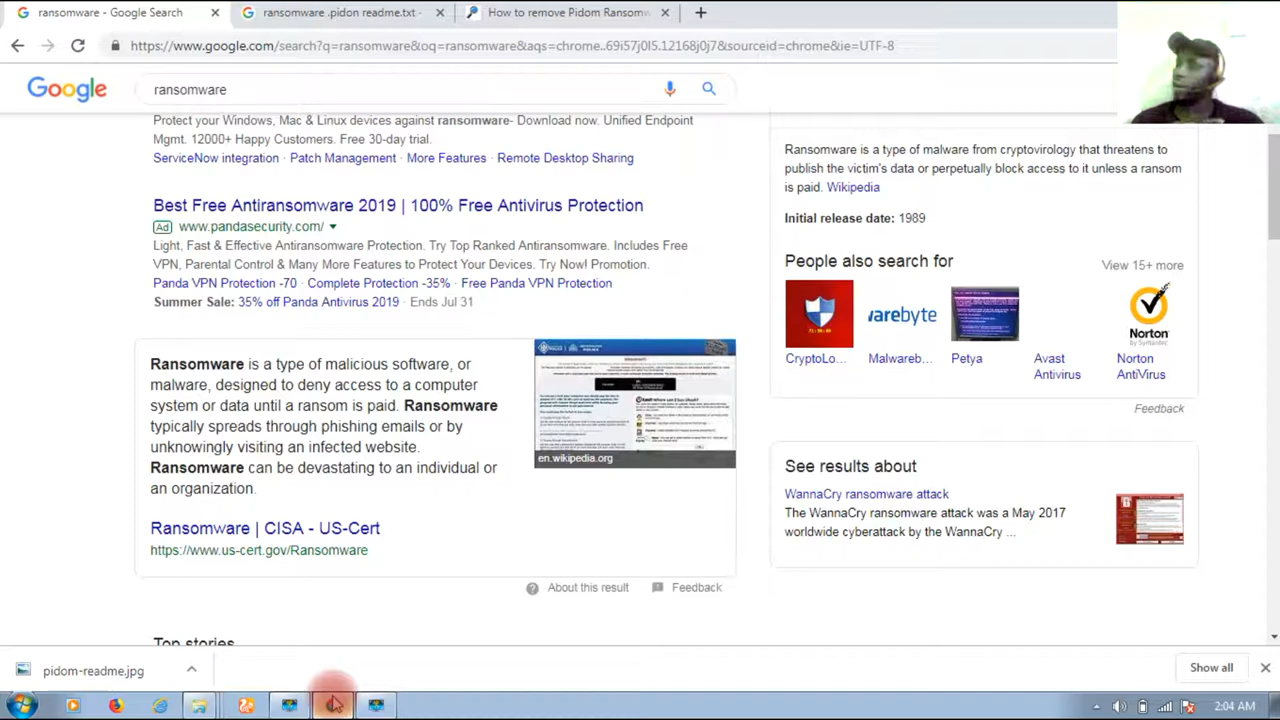 ransomware - Google Search
ransomware .pidon readme.txt -
How to remove Pidom Ransomw
https://www.google.com/search?q=ransomware&oq=ransomware&aqs=chrome..69i57j0l5.12168j0j7&sourceid=chrome&ie=UTF-8
Google
ransomware
Protect your Windows, Mac & Linux devices against ransomware- Download now. Unified Endpoint
Mgmt. 12000+ Happy Customers. Free 30-day trial.
ServiceNow integration · Patch Management · More Features · Remote Desktop Sharing
Best Free Antiransomware 2019 | 100% Free Antivirus Protection
Ad www.pandasecurity.com/
Light, Fast & Effective Antiransomware Protection. Try Top Ranked Antiransomware. Includes Free
VPN, Parental Control & Many More Features to Protect Your Devices. Try Now! Promotion.
Panda VPN Protection -70 · Complete Protection -35% · Free Panda VPN Protection
Summer Sale: 35% off Panda Antivirus 2019 · Ends Jul 31
Ransomware is a type of malicious software, or
malware, designed to deny access to a computer
system or data until a ransom is paid. Ransomware
typically spreads through phishing emails or by
unknowingly visiting an infected website.
Ransomware can be devastating to an individual or
an organization.
en.wikipedia.org
Ransomware | CISA - US-Cert
https://www.us-cert.gov/Ransomware
About this result
Feedback
Top stories
Ransomware is a type of malware from cryptovirology that threatens to
publish the victim's data or perpetually block access to it unless a ransom
is paid. Wikipedia
Initial release date: 1989
People also search for
View 15+ more
arebyte
Norton
by Symantec
CryptoLo...
Malwareb...
Petya
Avast
Antivirus
Norton
AntiVirus
Feedback
See results about
WannaCry ransomware attack
The WannaCry ransomware attack was a May 2017
worldwide cyberattack by the WannaCry ...
pidom-readme.jpg
Show all
2:04 AM